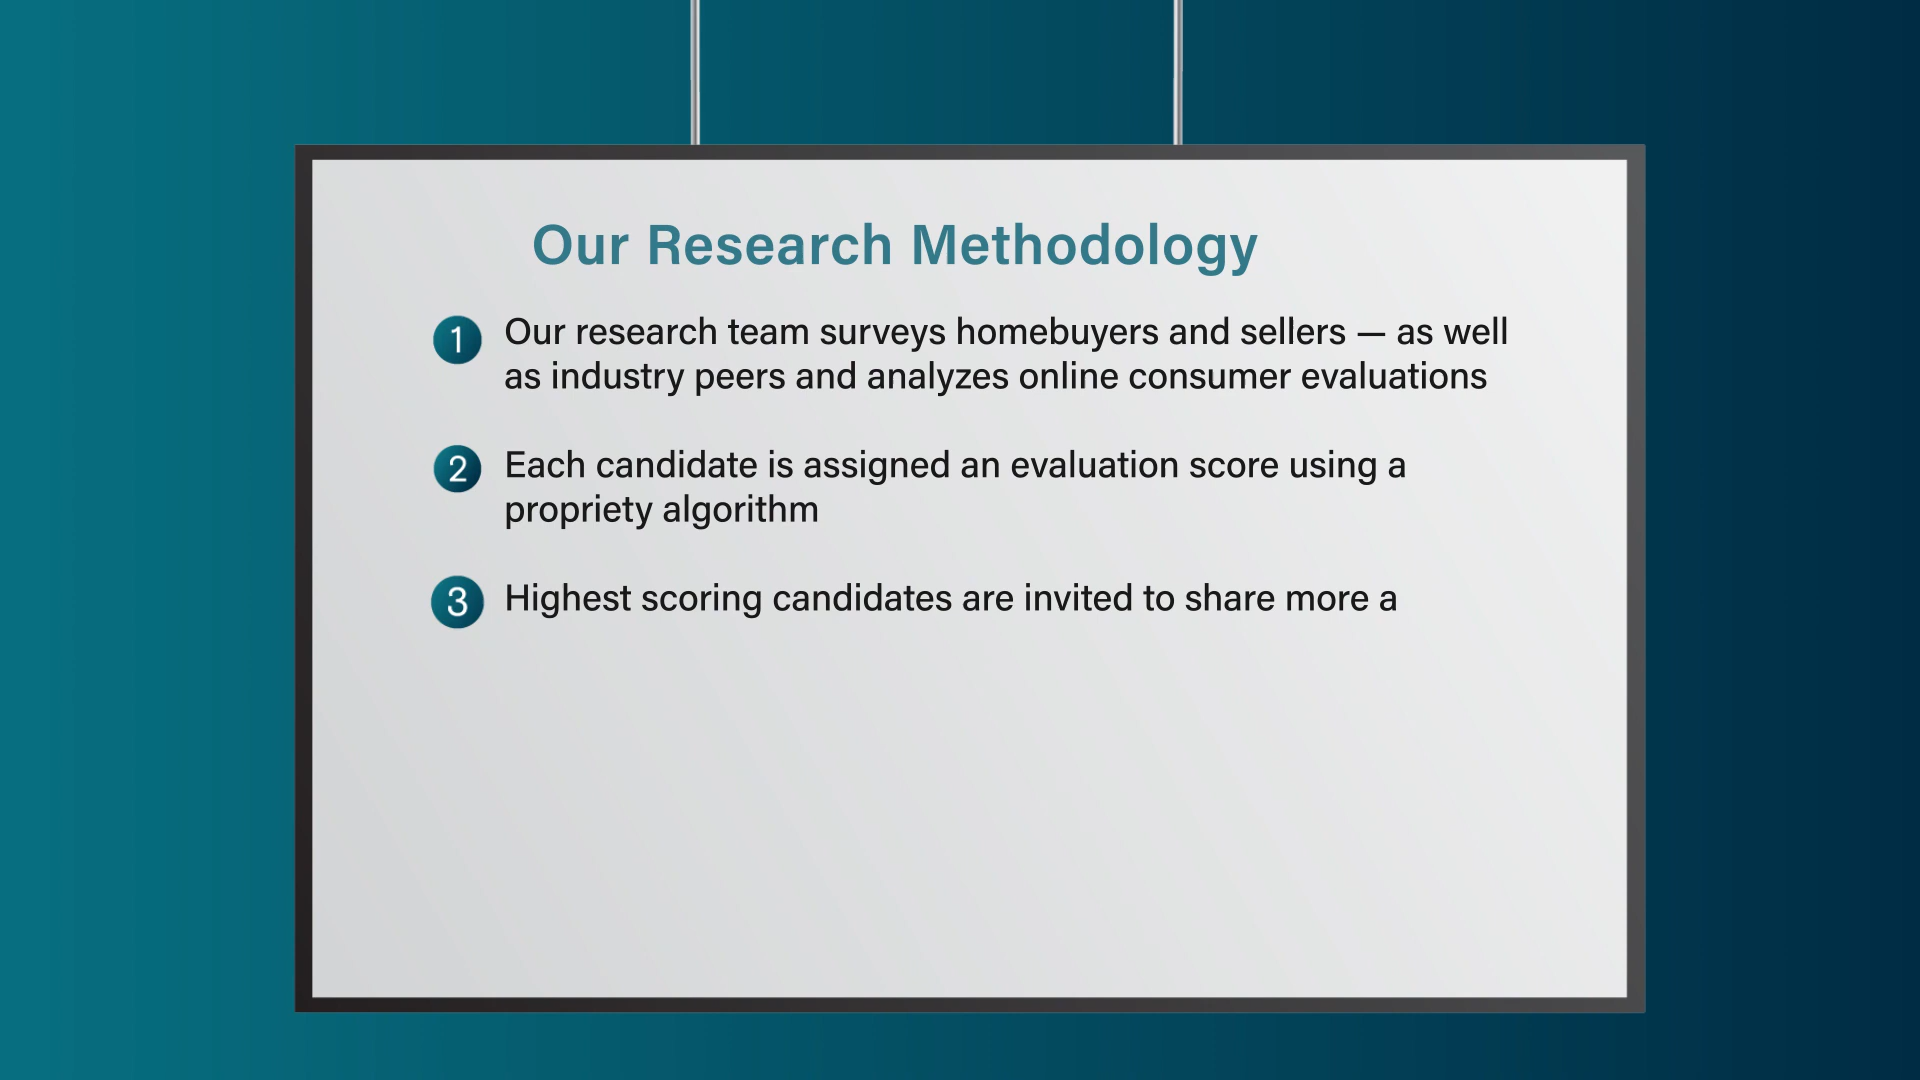 Our Research Methodology
1 Our research team surveys homebuyers and sellers — as well
as industry peers and analyzes online consumer evaluations
2 Each candidate is assigned an evaluation score using a
propriety algorithm
3 Highest scoring candidates are invited to share more a